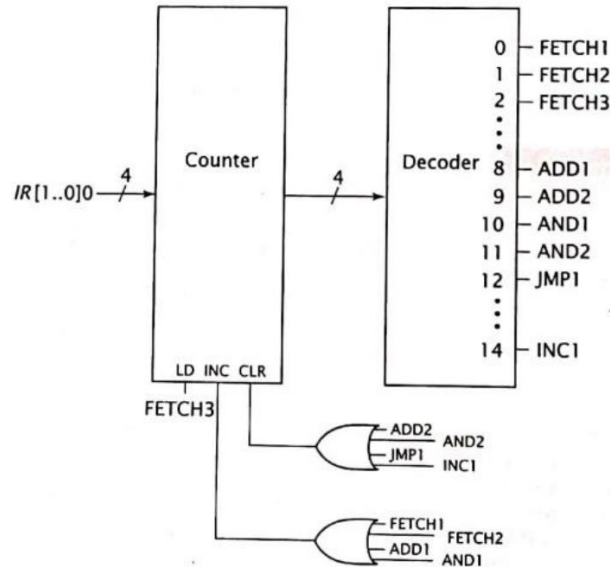 0 FETCH1
1 FETCH2
2 FETCH3
Counter
Decoder
4
IR[1..0]0
4
8 ADD1
9 ADD2
10 AND1
11 AND2
12 JMP1
14 INC1
LD INC CLR
FETCH3
ADD2
AND2
JMP1
INC1
FETCH1
FETCH2
ADD1
AND1